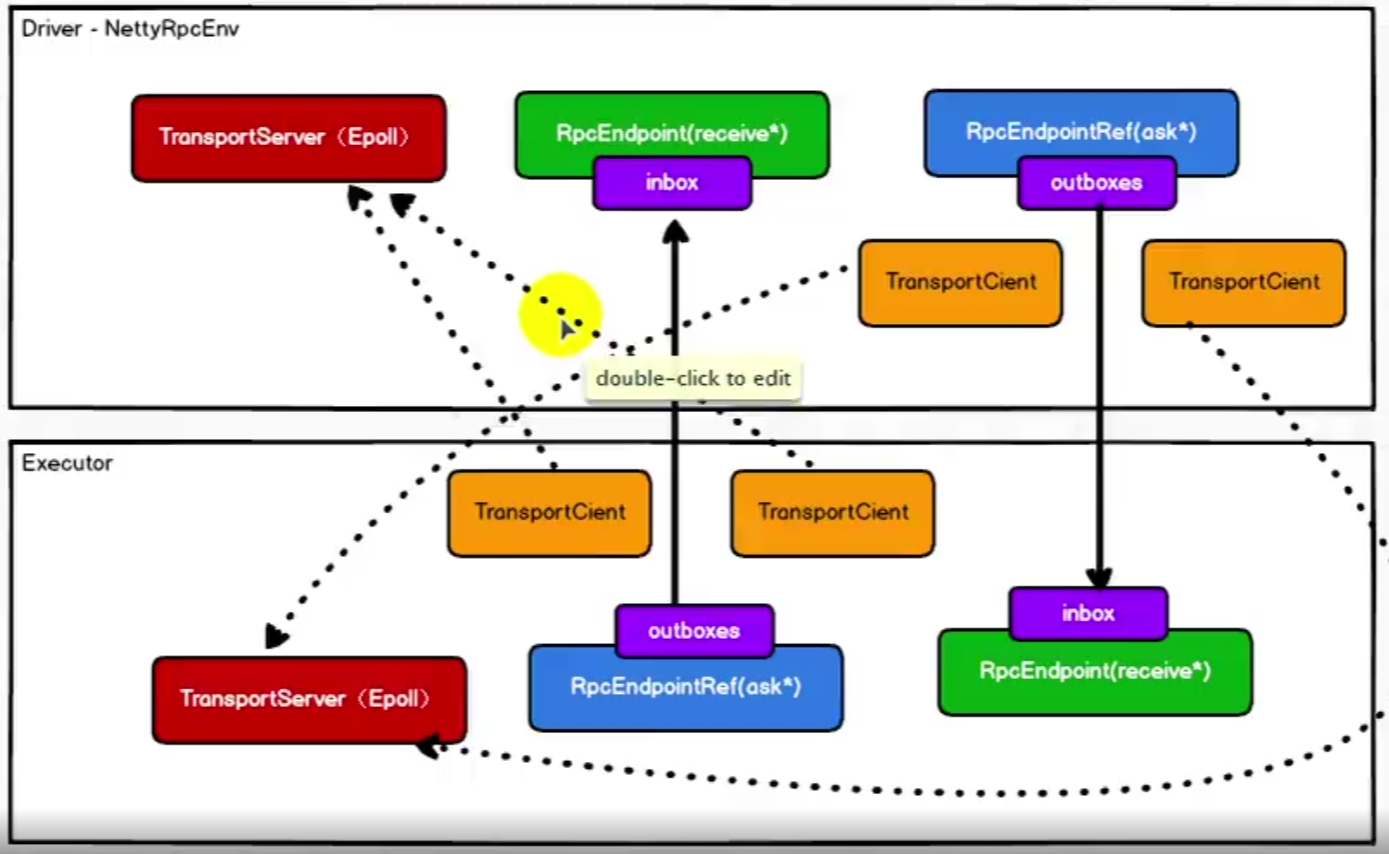 Driver - NettyRpcEnv
TransportServer（Epoll）
RpcEndpoint(receive*)
inbox
RpcEndpointRef(ask*)
outboxes
TransportCient
TransportCient
double-click to edit
Executor
TransportCient
TransportCient
outboxes
RpcEndpointRef(ask*)
inbox
RpcEndpoint(receive*)
TransportServer（Epoll）